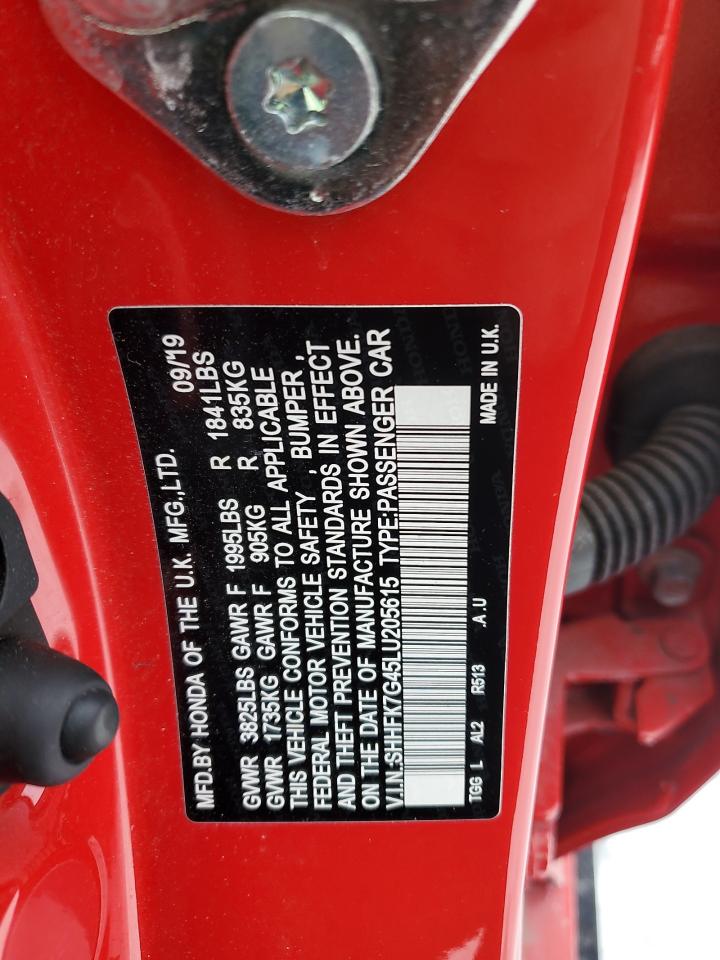 MFD.BY HONDA OF THE U.K. MFG.,LTD. 09/19
GVWR 3825LBS GAWR F 1995LBS R 1841LBS
GVWR 1735KG GAWR F 905KG R 835KG
THIS VEHICLE CONFORMS TO ALL APPLICABLE
FEDERAL MOTOR VEHICLE SAFETY , BUMPER ,
AND THEFT PREVENTION STANDARDS IN EFFECT
ON THE DATE OF MANUFACTURE SHOWN ABOVE.
V.I.N.:SHHFK7G45LU205615 TYPE:PASSENGER CAR
TGG L AL2 R513 .A .U MADE IN U.K.